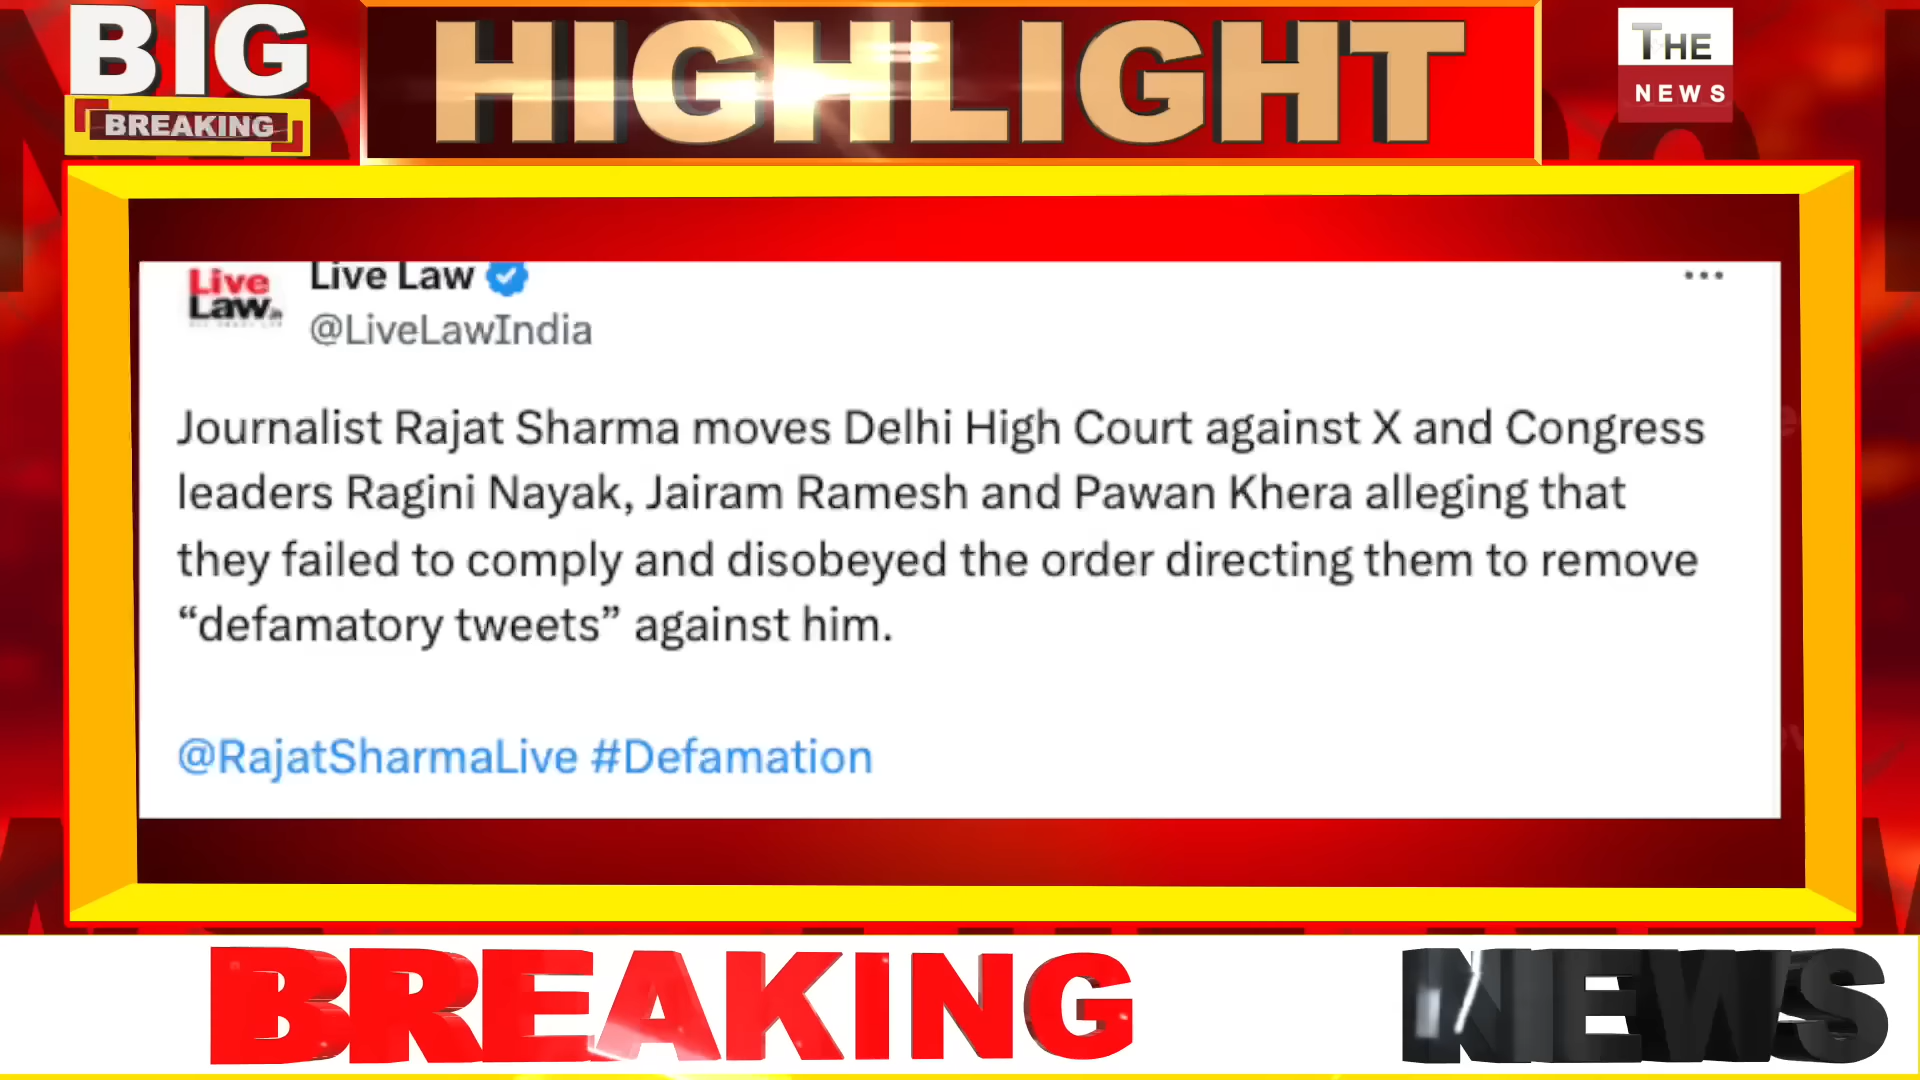 BIG
BREAKING
HIGHLIGHT
THE
NEWS
Live
Law
Live Law
@LiveLawIndia
Journalist Rajat Sharma moves Delhi High Court against X and Congress
leaders Ragini Nayak, Jairam Ramesh and Pawan Khera alleging that
they failed to comply and disobeyed the order directing them to remove
“defamatory tweets” against him.
@RajatSharmaLive #Defamation
BREAKING
NEWS